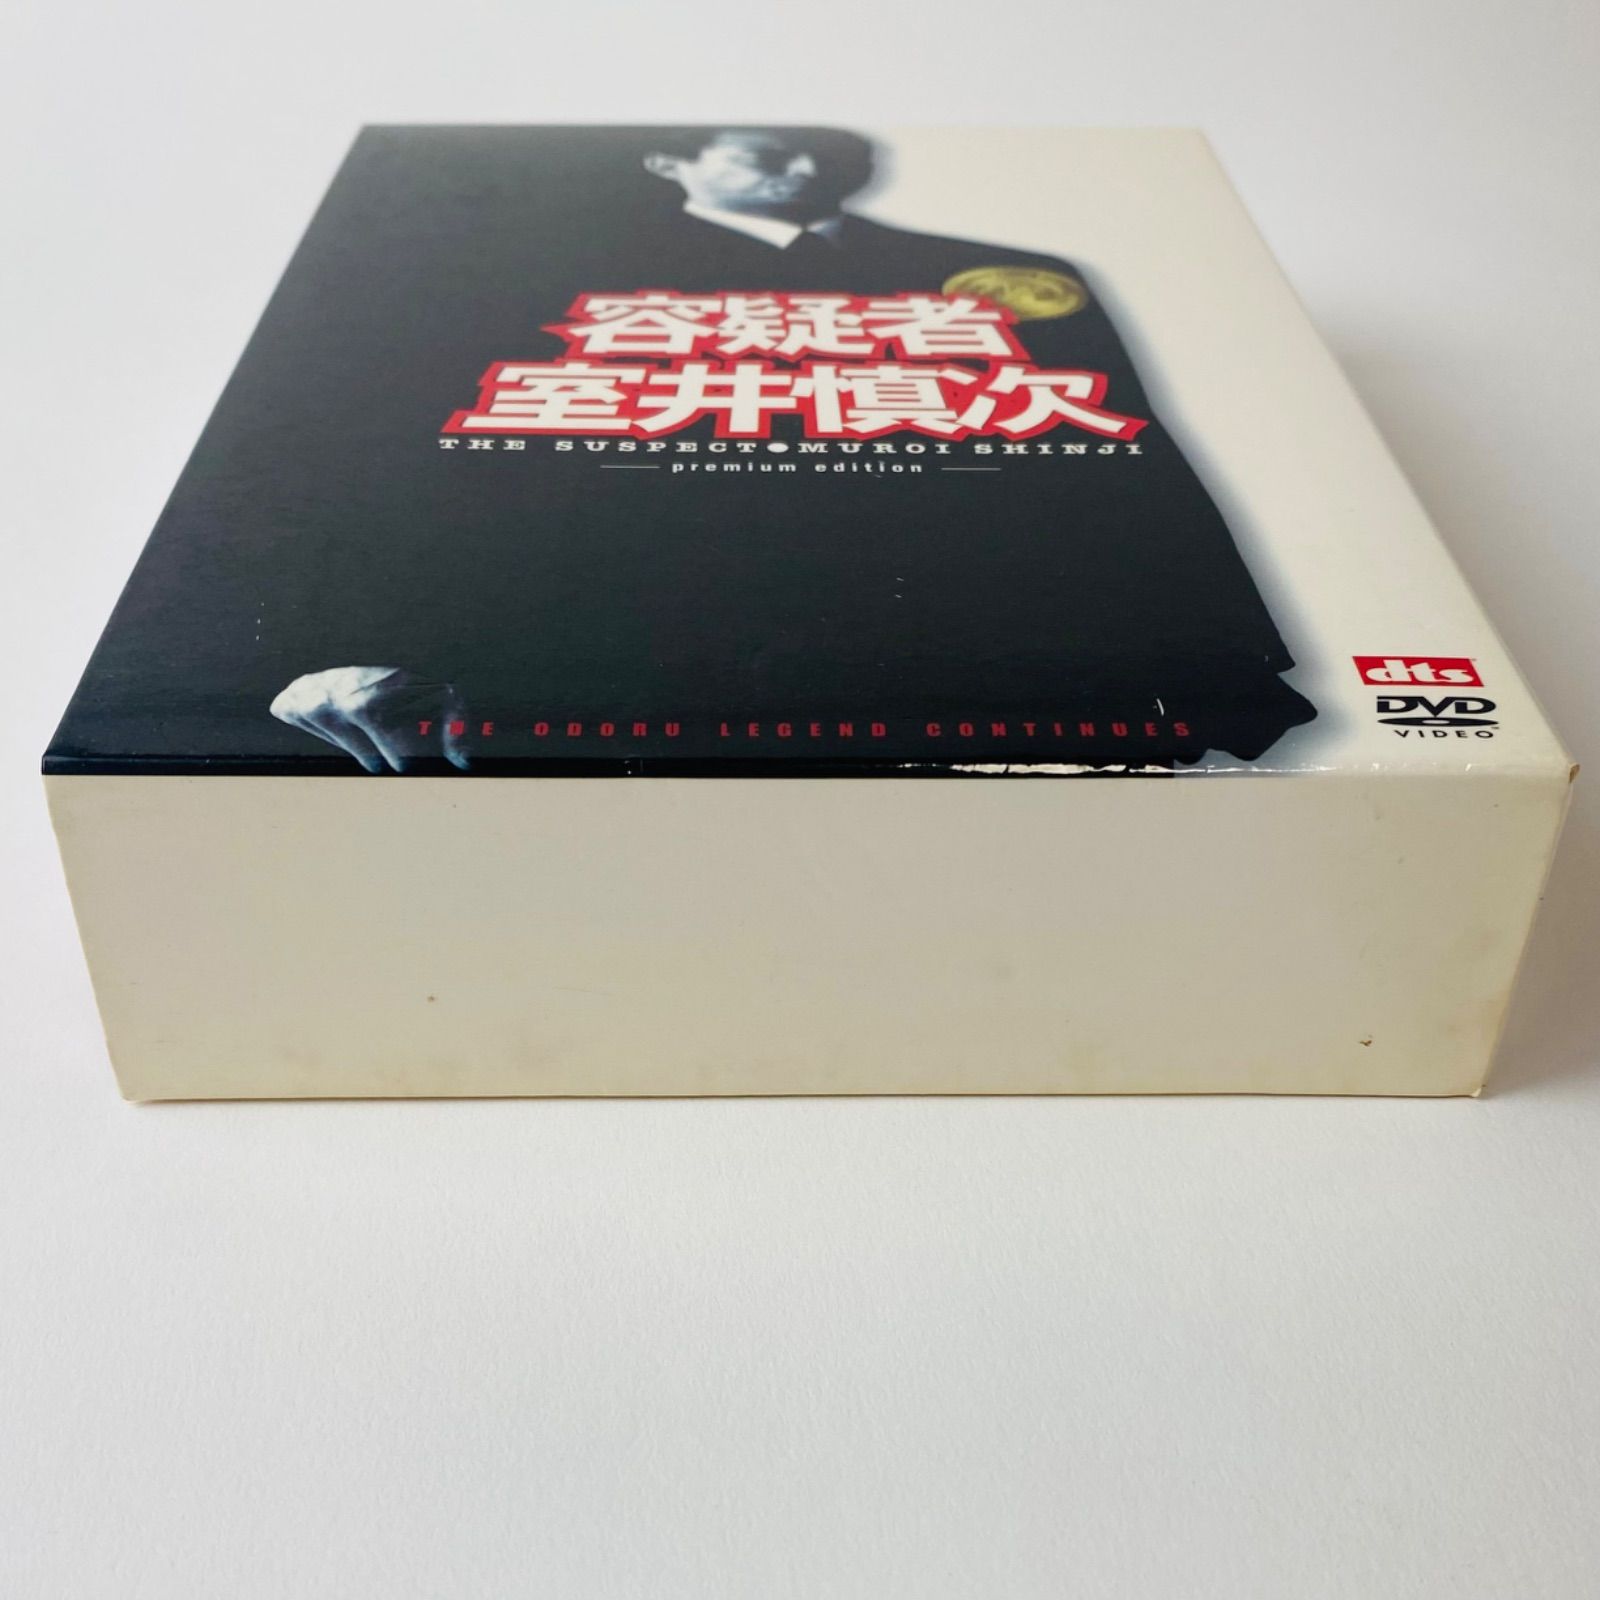 容疑者
室井慎次
THE SUSPECT●MUROI SHINJI
premium edition
dts
DVD
VIDEO
THE ODORU LEGEND CONTINUES